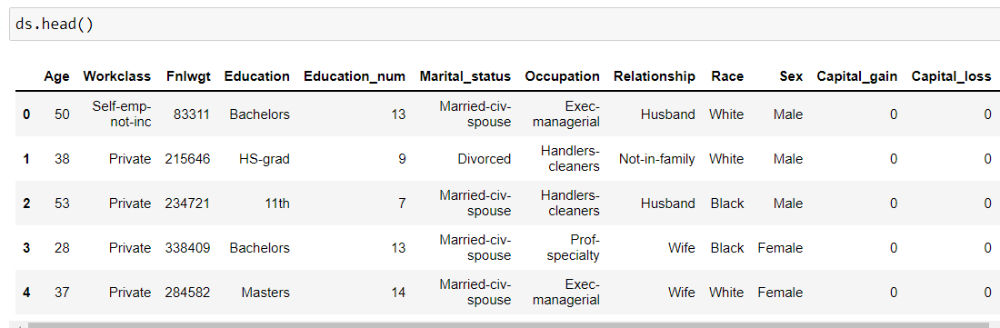 ds.head()
Age Workclass Fnlwgt Education Education_num Marital_status Occupation Relationship Race Sex Capital_gain Capital_loss
0 50 Self-emp-not-inc 83311 Bachelors 13 Married-civ-spouse Exec-managerial Husband White Male 0 0
1 38 Private 215646 HS-grad 9 Divorced Handlers-cleaners Not-in-family White Male 0 0
2 53 Private 234721 11th 7 Married-civ-spouse Handlers-cleaners Husband Black Male 0 0
3 28 Private 338409 Bachelors 13 Married-civ-spouse Prof-specialty Wife Black Female 0 0
4 37 Private 284582 Masters 14 Married-civ-spouse Exec-managerial Wife White Female 0 0